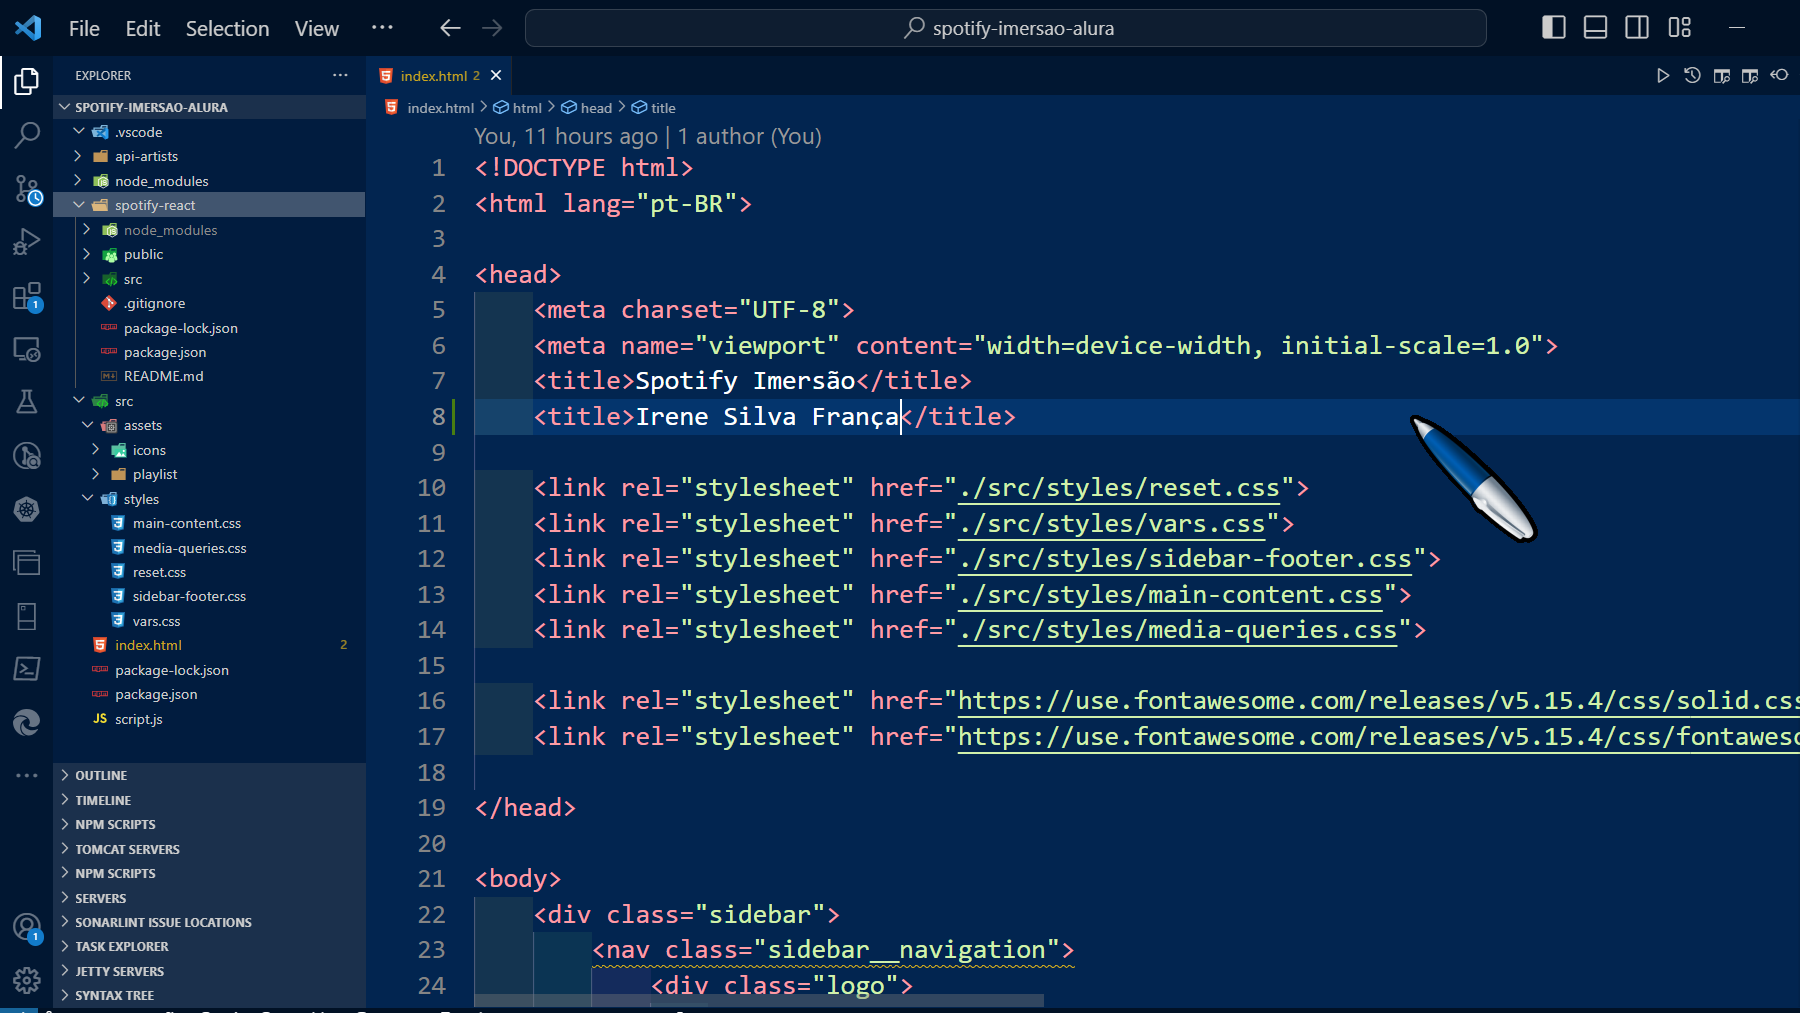 File Edit Selection View ··· spotify-imersao-alura
EXPLORER ···
SPOTIFY-IMERSAO-ALURA
.vscode
api-artists
node_modules
spotify-react
node_modules
public
src
.gitignore
package-lock.json
package.json
README.md
src
assets
icons
playlist
styles
main-content.css
media-queries.css
reset.css
sidebar-footer.css
vars.css
index.html 2
package-lock.json
package.json
JS script.js
OUTLINE
TIMELINE
NPM SCRIPTS
TOMCAT SERVERS
NPM SCRIPTS
SERVERS
SONARLINT ISSUE LOCATIONS
TASK EXPLORER
JETTY SERVERS
SYNTAX TREE
1
1
index.html 2
index.html > html > head > title
You, 11 hours ago | 1 author (You)
1 <!DOCTYPE html>
2 <html lang="pt-BR">
3
4 <head>
5 <meta charset="UTF-8">
6 <meta name="viewport" content="width=device-width, initial-scale=1.0">
7 <title>Spotify Imersão</title>
8 <title>Irene Silva França</title>
9
10 <link rel="stylesheet" href="./src/styles/reset.css">
11 <link rel="stylesheet" href="./src/styles/vars.css">
12 <link rel="stylesheet" href="./src/styles/sidebar-footer.css">
13 <link rel="stylesheet" href="./src/styles/main-content.css">
14 <link rel="stylesheet" href="./src/styles/media-queries.css">
15
16 <link rel="stylesheet" href="https://use.fontawesome.com/releases/v5.15.4/css/solid.css
17 <link rel="stylesheet" href="https://use.fontawesome.com/releases/v5.15.4/css/fontaweso
18
19 </head>
20
21 <body>
22 <div class="sidebar">
23 <nav class="sidebar__navigation">
24 <div class="logo">